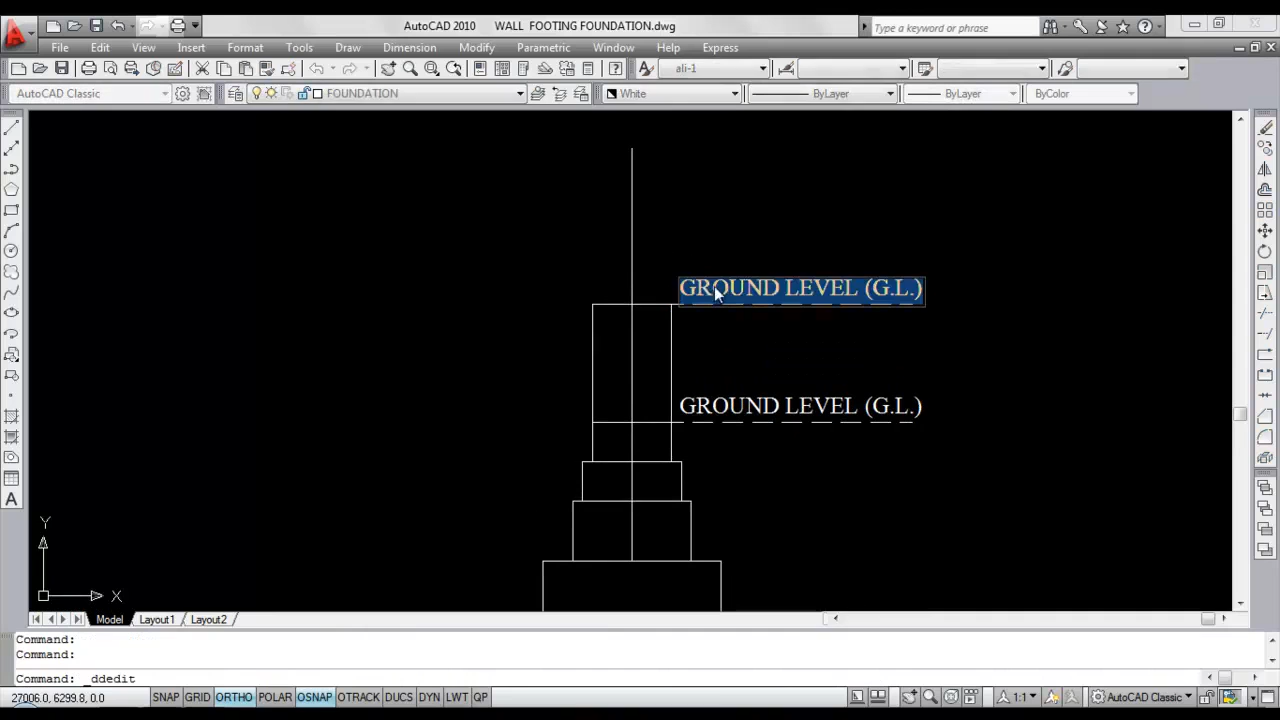 AutoCAD 2010 WALL FOOTING FOUNDATION.dwg
Type a keyword or phrase
File Edit View Insert Format Tools Draw Dimension Modify Parametric Window Help Express
ali-1
AutoCAD Classic FOUNDATION White ByLayer ByLayer ByColor
GROUND LEVEL (G.L.)
GROUND LEVEL (G.L.)
Y
X
Model Layout1 Layout2
Command:
Command:
Command: _ddedit
27006.0, 6299.8, 0.0 SNAP GRID ORTHO POLAR OSNAP OTRACK DUCS DYN LWT QP 1:1 AutoCAD Classic